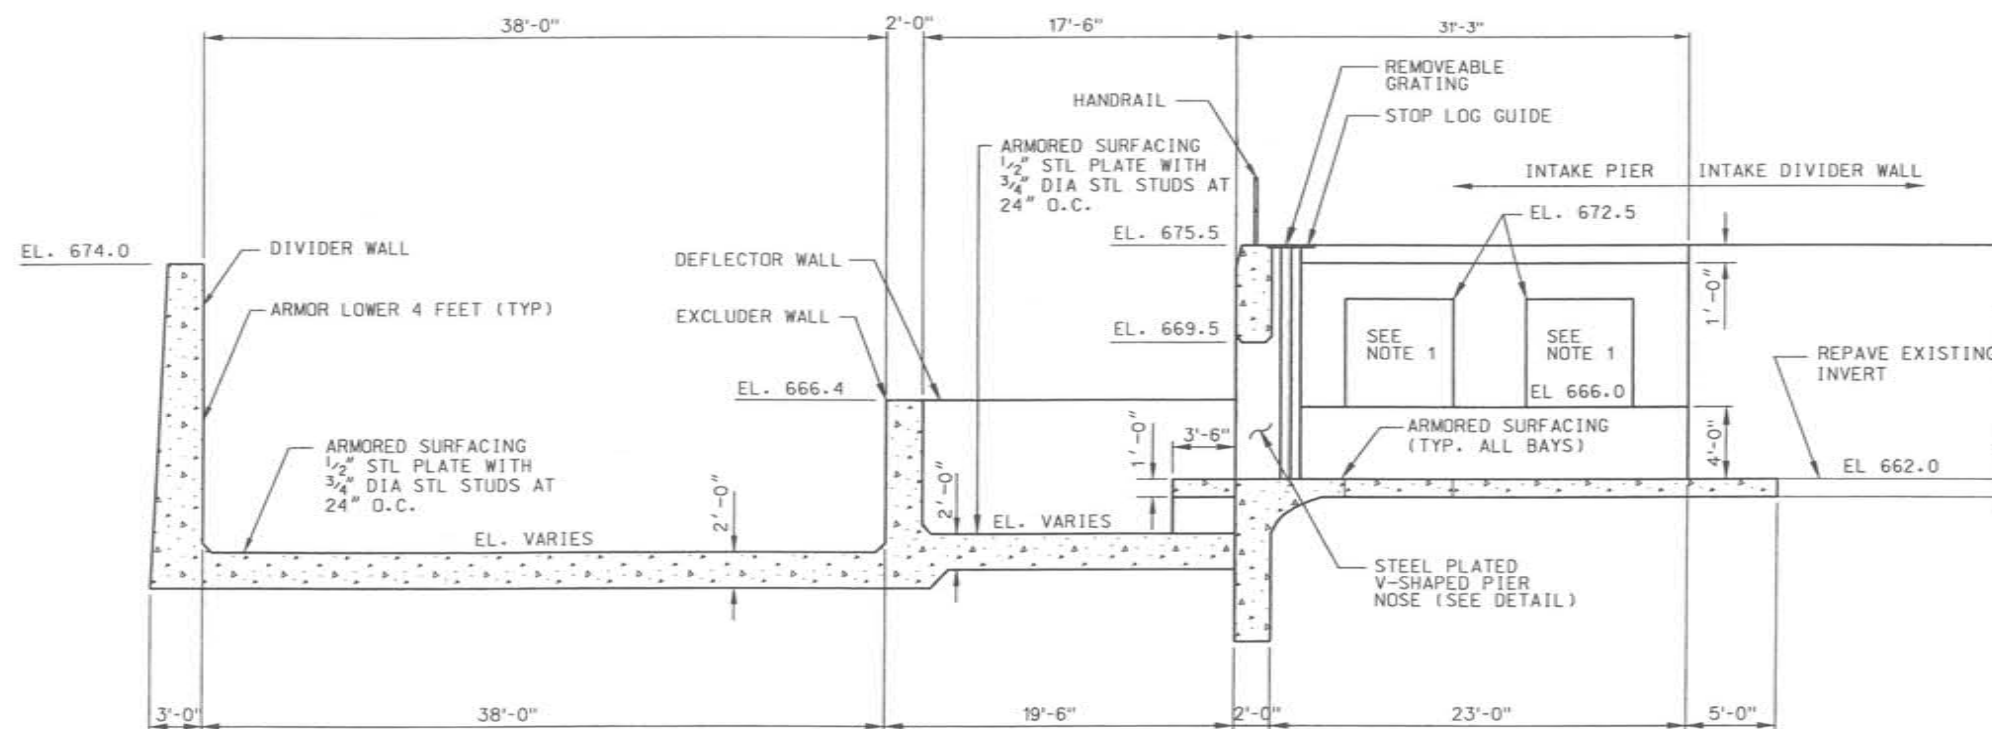 38'-0"
2'-0"
17'-6"
31'-3"
REMOVEABLE
GRATING
HANDRAIL
STOP LOG GUIDE
ARMORED SURFACING
1/2" STL PLATE WITH
3/4" DIA STL STUDS AT
24" O.C.
INTAKE PIER
INTAKE DIVIDER WALL
EL. 672.5
EL. 674.0
DIVIDER WALL
EL. 675.5
DEFLECTOR WALL
ARMOR LOWER 4 FEET (TYP)
EXCLUDER WALL
EL. 669.5
SEE
NOTE 1
SEE
NOTE 1
1'-0"
REPAVE EXISTING
INVERT
EL. 666.4
EL 666.0
ARMORED SURFACING
1/2" STL PLATE WITH
3/4" DIA STL STUDS AT
24" O.C.
3'-6"
1'-0"
ARMORED SURFACING
(TYP. ALL BAYS)
4'-0"
EL 662.0
2'-0"
2'-0"
EL. VARIES
EL. VARIES
STEEL PLATED
V-SHAPED PIER
NOSE (SEE DETAIL)
3'-0"
38'-0"
19'-6"
2'-0"
23'-0"
5'-0"